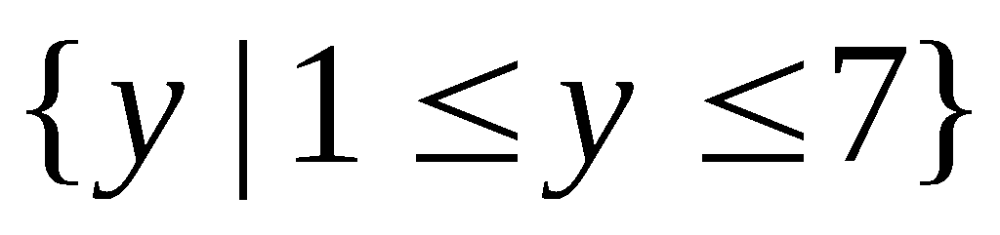 {y | 1 ≤ y ≤ 7}